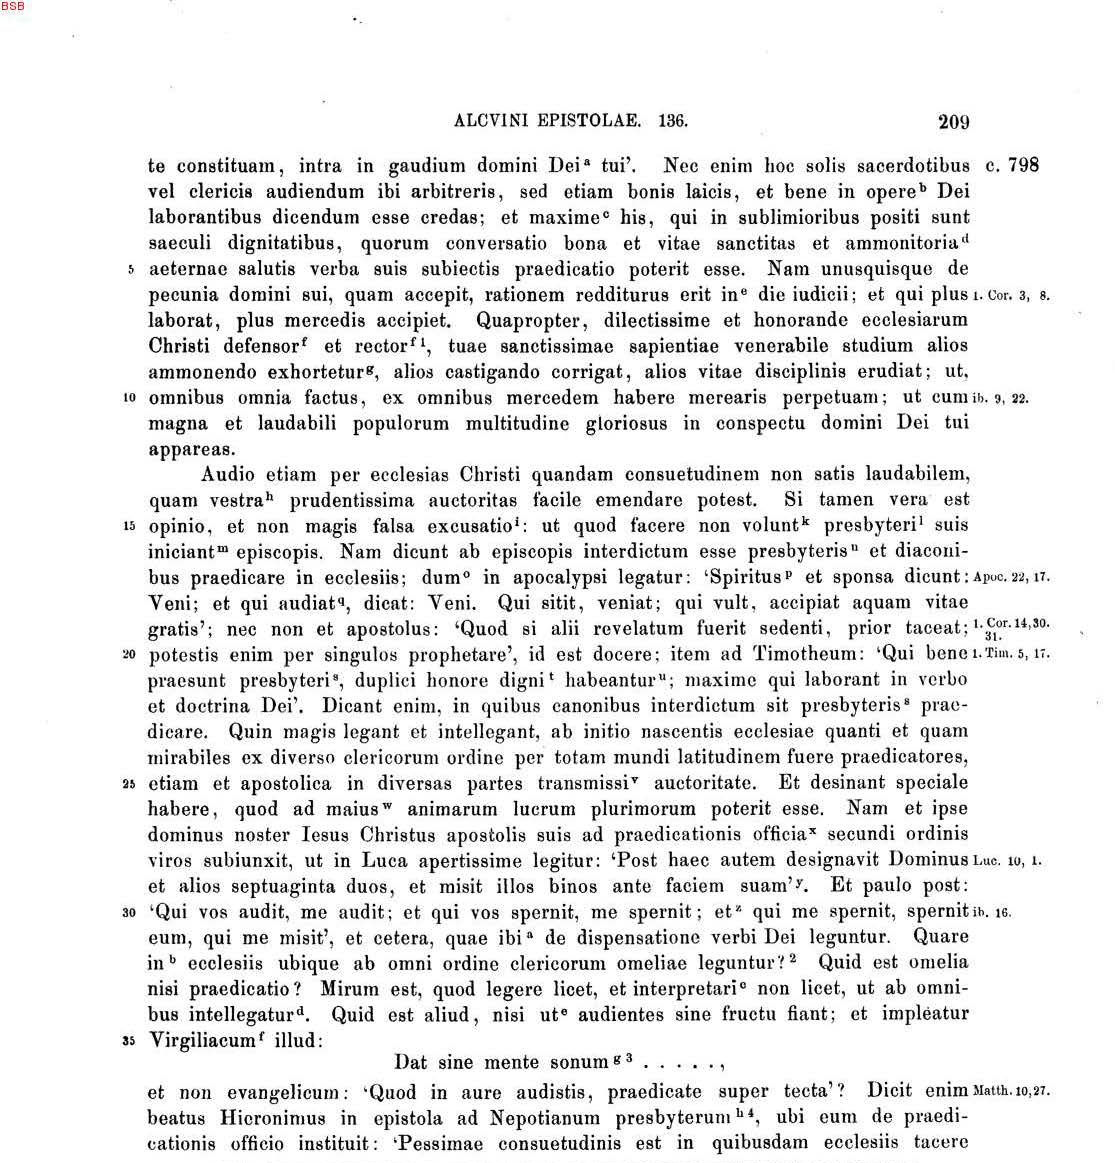 BSB
ALCVINI EPISTOLAE. 136. 209
te constituam, intra in gaudium domini Dei a tui’. Nec enim hoc solis sacerdotibus c. 798
vel clericis audiendum ibi arbitreris, sed etiam bonis laicis, et bene in opere b Dei
laborantibus dicendum esse credas; et maxime c his, qui in sublimioribus positi sunt
saeculi dignitatibus, quorum conversatio bona et vitae sanctitas et ammonitoria d
5 aeternae salutis verba suis subiectis praedicatio poterit esse. Nam unusquisque de
pecunia domini sui, quam accepit, rationem redditurus erit in e die iudicii; et qui plus 1. Cor. 3, 8.
laborat, plus mercedis accipiet. Quapropter, dilectissime et honorande ecclesiarum
Christi defensor f et rector f 1, tuae sanctissimae sapientiae venerabile studium alios
ammonendo exhortetur g, alios castigando corrigat, alios vitae disciplinis erudiat; ut,
10 omnibus omnia factus, ex omnibus mercedem habere merearis perpetuam; ut cum ib. 9, 22.
magna et laudabili populorum multitudine gloriosus in conspectu domini Dei tui
appareas.
Audio etiam per ecclesias Christi quandam consuetudinem non satis laudabilem,
quam vestra h prudentissima auctoritas facile emendare potest. Si tamen vera est
15 opinio, et non magis falsa excusatio i: ut quod facere non volunt k presbyteri l suis
iniciant m episcopis. Nam dicunt ab episcopis interdictum esse presbyteris n et diaconi-
bus praedicare in ecclesiis; dum o in apocalypsi legatur: ‘Spiritus p et sponsa dicunt: Apoc. 22, 17.
Veni; et qui audiat q, dicat: Veni. Qui sitit, veniat; qui vult, accipiat aquam vitae
gratis’; nec non et apostolus: ‘Quod si alii revelatum fuerit sedenti, prior taceat; 1. Cor. 14, 30. 31.
20 potestis enim per singulos prophetare’, id est docere; item ad Timotheum: ‘Qui bene 1. Tim. 5, 17.
praesunt presbyteri s, duplici honore digni t habeantur u; maxime qui laborant in verbo
et doctrina Dei’. Dicant enim, in quibus canonibus interdictum sit presbyteris s prae-
dicare. Quin magis legant et intellegant, ab initio nascentis ecclesiae quanti et quam
mirabiles ex diverso clericorum ordine per totam mundi latitudinem fuere praedicatores,
25 etiam et apostolica in diversas partes transmissi v auctoritate. Et desinant speciale
habere, quod ad maius w animarum lucrum plurimorum poterit esse. Nam et ipse
dominus noster Iesus Christus apostolis suis ad praedicationis officia x secundi ordinis
viros subiunxit, ut in Luca apertissime legitur: ‘Post haec autem designavit Dominus Luc. 10, 1.
et alios septuaginta duos, et misit illos binos ante faciem suam’ y. Et paulo post:
30 ‘Qui vos audit, me audit; et qui vos spernit, me spernit; et z qui me spernit, spernit ib. 16.
eum, qui me misit’, et cetera, quae ibi a de dispensatione verbi Dei leguntur. Quare
in b ecclesiis ubique ab omni ordine clericorum omeliae leguntur? 2 Quid est omelia
nisi praedicatio? Mirum est, quod legere licet, et interpretari c non licet, ut ab omni-
bus intellegatur d. Quid est aliud, nisi ut e audientes sine fructu fiant; et impleatur
35 Virgiliacum f illud:
Dat sine mente sonum g 3 . . . . .,
et non evangelicum: ‘Quod in aure audistis, praedicate super tecta’? Dicit enim Matth. 10, 27.
beatus Hieronimus in epistola ad Nepotianum presbyterum h 4, ubi eum de praedi-
cationis officio instituit: ‘Pessimae consuetudinis est in quibusdam ecclesiis tacere